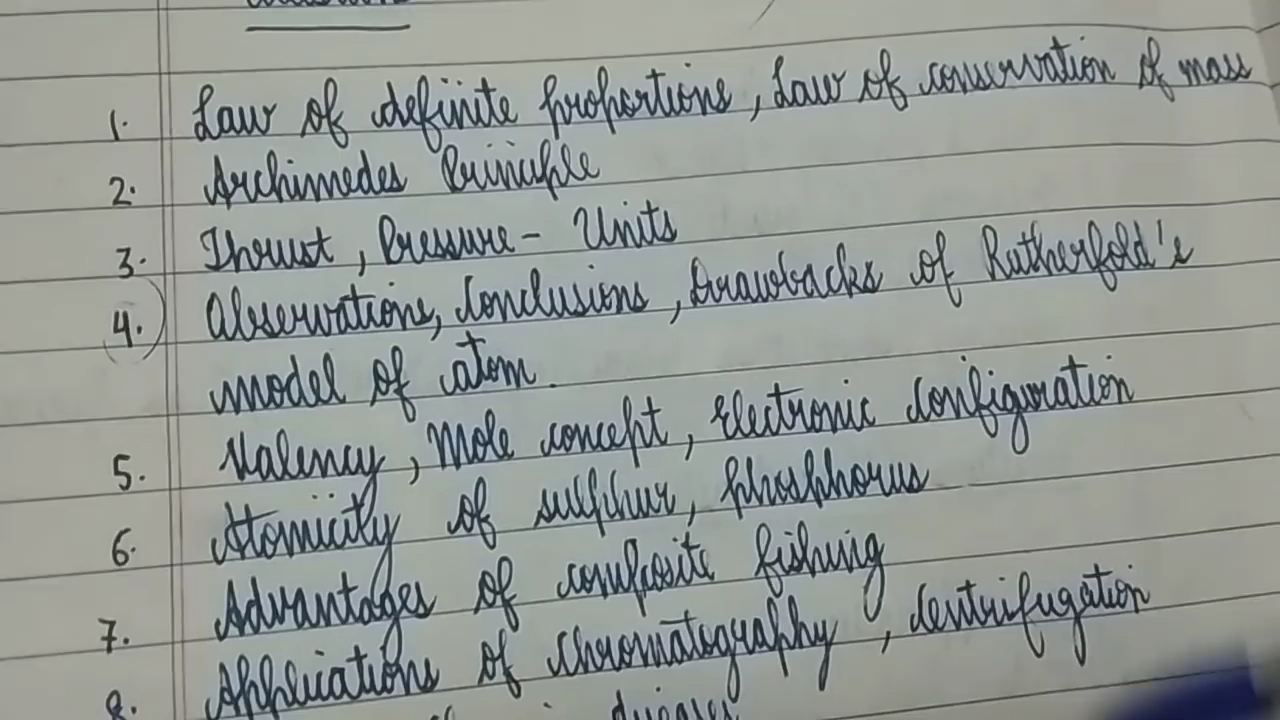 1. Law of definite proportions, Law of conservation of mass
2. Archimedes Principle
3. Thrust, Pressure - Units
4. Observations, Conclusions, Drawbacks of Rutherfold's
model of atom.
5. Valency, Mole concept, Electronic configuration
6. Atomicity of sulphur, phosphorus
7. Advantages of composite fishing
8. Applications of chromatography, centrifugation
diseases